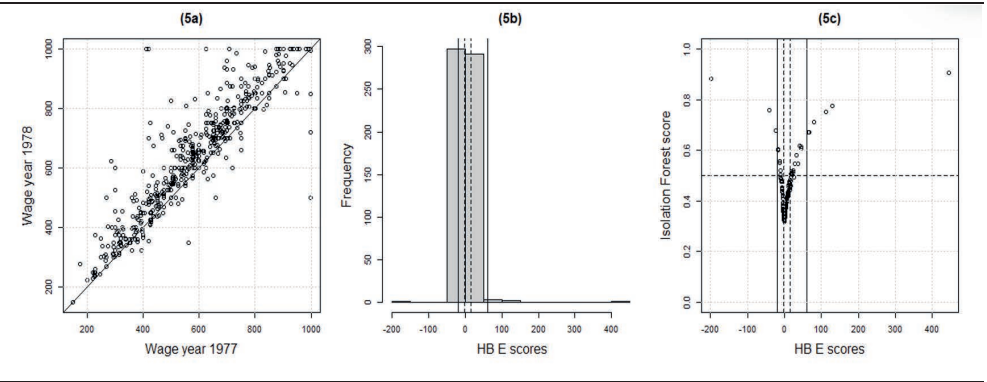 (5a)
Wage year 1978
1000
800
600
400
200
200 400 600 800 1000
Wage year 1977
(5b)
Frequency
300
250
200
150
100
50
0
-200 -100 0 100 200 300 400
HB E scores
(5c)
Isolation Forest score
1.0
0.8
0.6
0.4
0.2
0.0
-200 -100 0 100 200 300 400
HB E scores